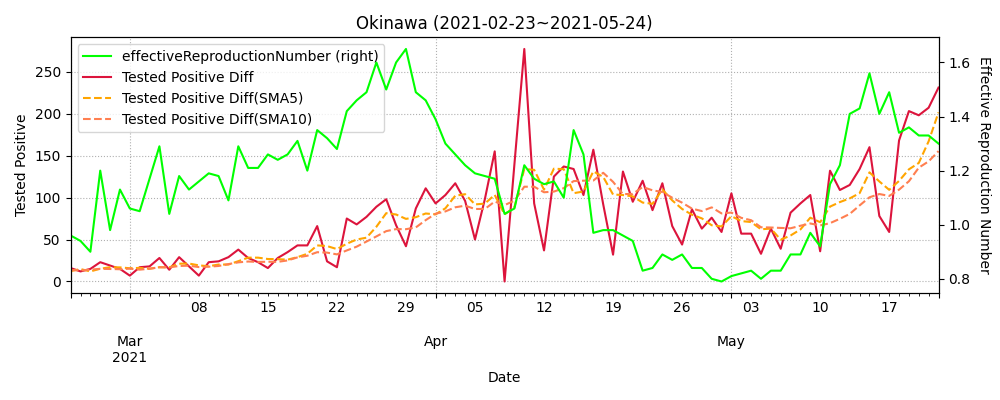 Okinawa (2021-02-23~2021-05-24)
effectiveReproductionNumber (right)
Tested Positive Diff
Tested Positive Diff(SMA5)
Tested Positive Diff(SMA10)
Tested Positive
250
200
150
100
50
0
Effective Reproduction Number
1.6
1.4
1.2
1.0
0.8
08 15 22 29 05 12 19 26 03 10 17
Mar Apr May
2021
Date